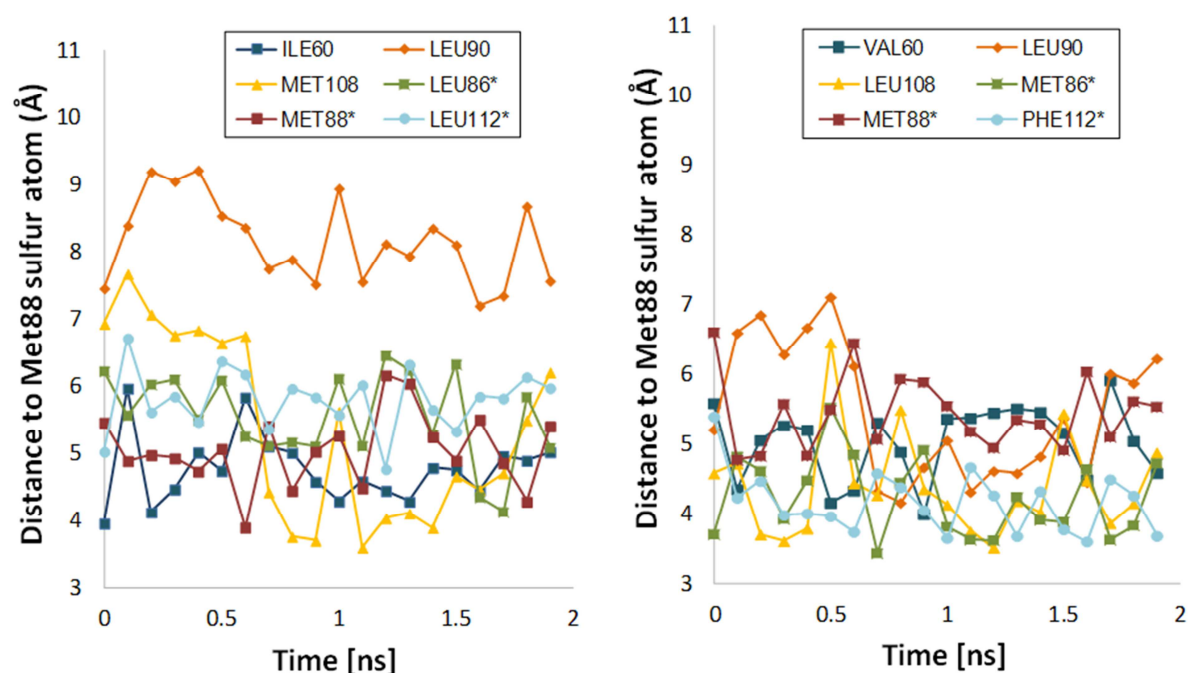 Distance to Met88 sulfur atom (Å)
11
10
9
8
7
6
5
4
3
ILE60 LEU90
MET108 LEU86*
MET88* LEU112*
0 0.5 1 1.5 2
Time [ns]
Distance to Met88 sulfur atom (Å)
11
10
9
8
7
6
5
4
3
VAL60 LEU90
LEU108 MET86*
MET88* PHE112*
0 0.5 1 1.5 2
Time [ns]